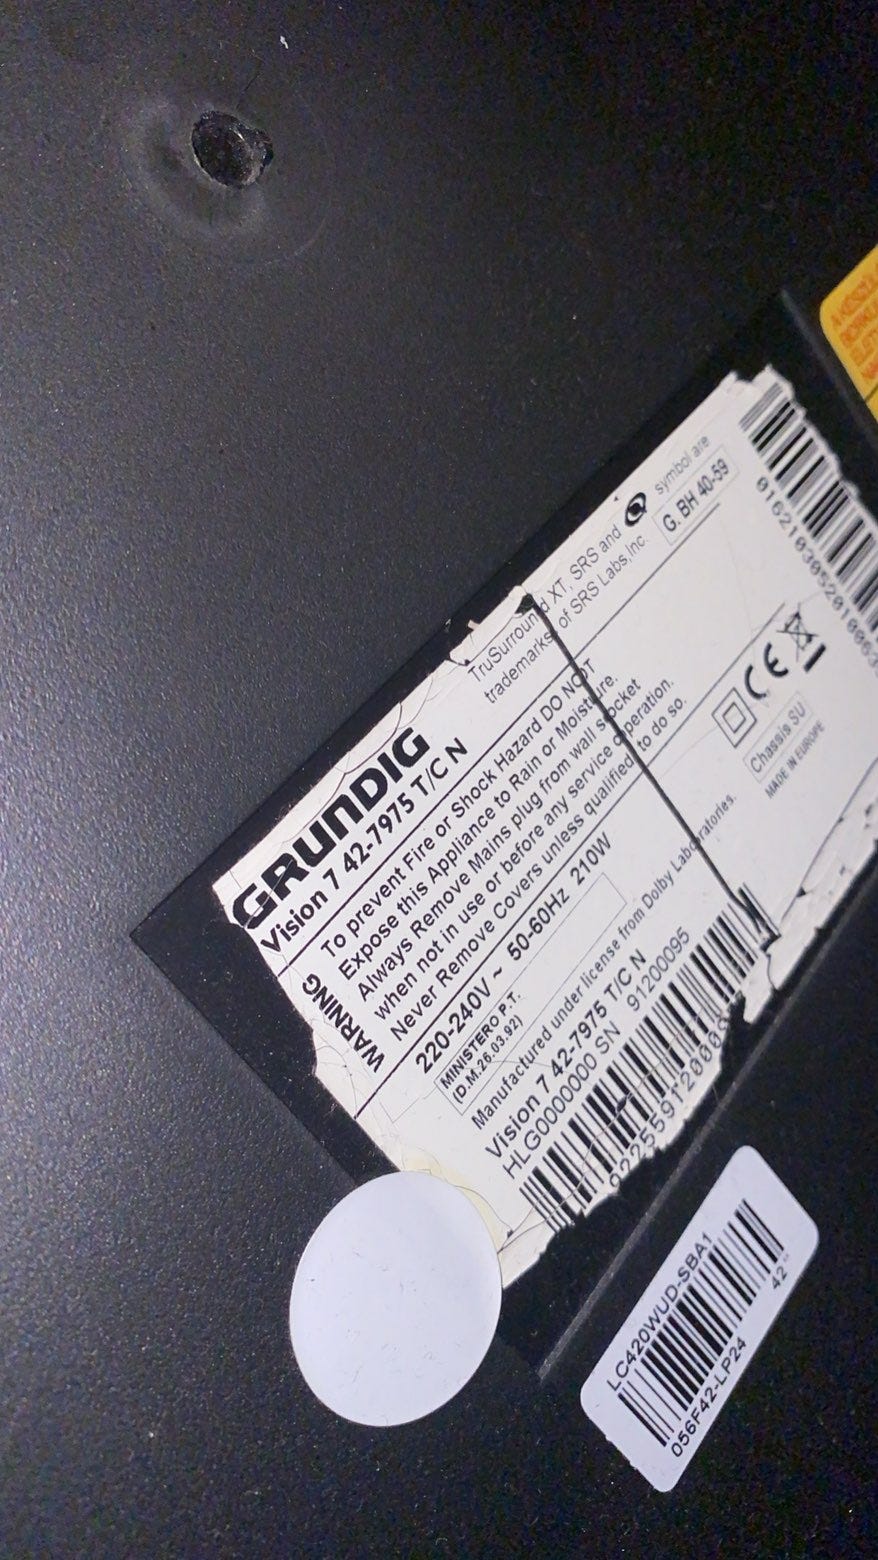 GRUNDIG
Vision 7 42-7975 T/C N
TruSurround XT, SRS and symbol are
trademarks of SRS Labs,Inc.
G. BH 40-59
WARNING
To prevent Fire or Shock Hazard DO NOT
Expose this Appliance to Rain or Moisture.
Always Remove Mains plug from wall socket
when not in use or before any service operation.
Never Remove Covers unless qualified to do so.
220-240V ~ 50-60Hz 210W
MINISTERO P.T.
(D.M.26.03.92)
CE
Chassis SU
MADE IN EUROPE
Manufactured under license from Dolby Laboratories.
Vision 7 42-7975 T/C N
HLG0000000 SN 91200095
LC420WUD-SBA1
056F42-LP24
42"